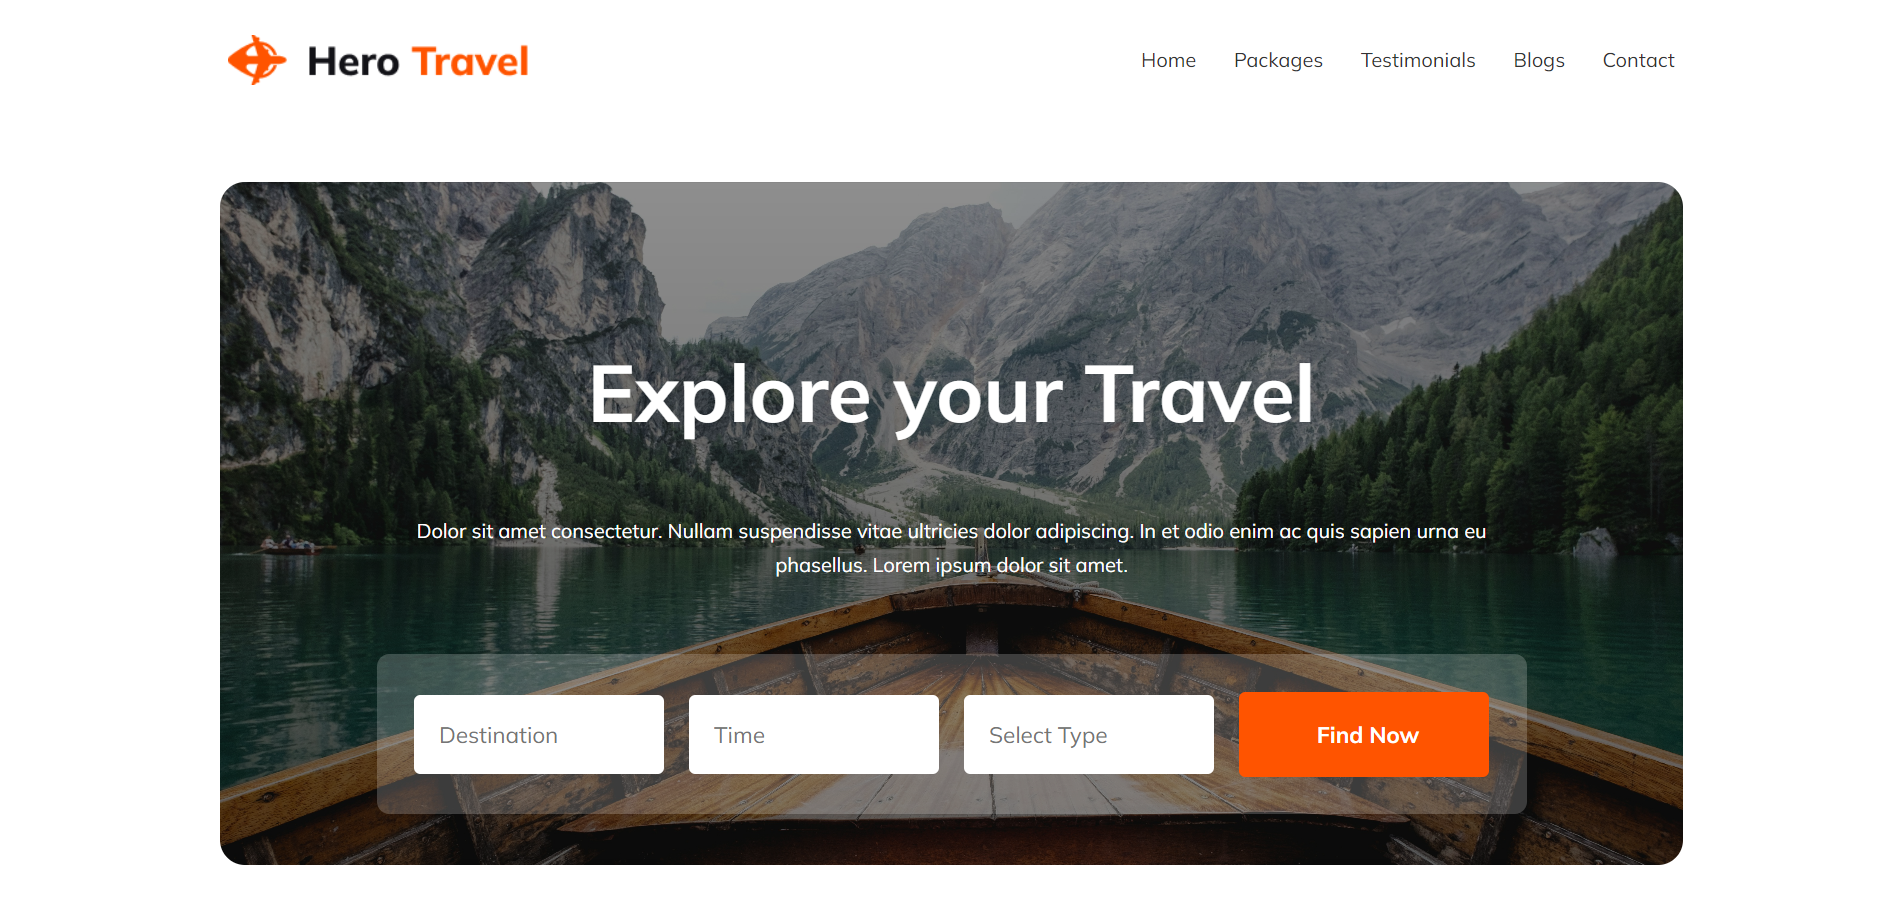 Hero Travel
Home Packages Testimonials Blogs Contact
Explore your Travel
Dolor sit amet consectetur. Nullam suspendisse vitae ultricies dolor adipiscing. In et odio enim ac quis sapien urna eu
phasellus. Lorem ipsum dolor sit amet.
Destination Time Select Type Find Now